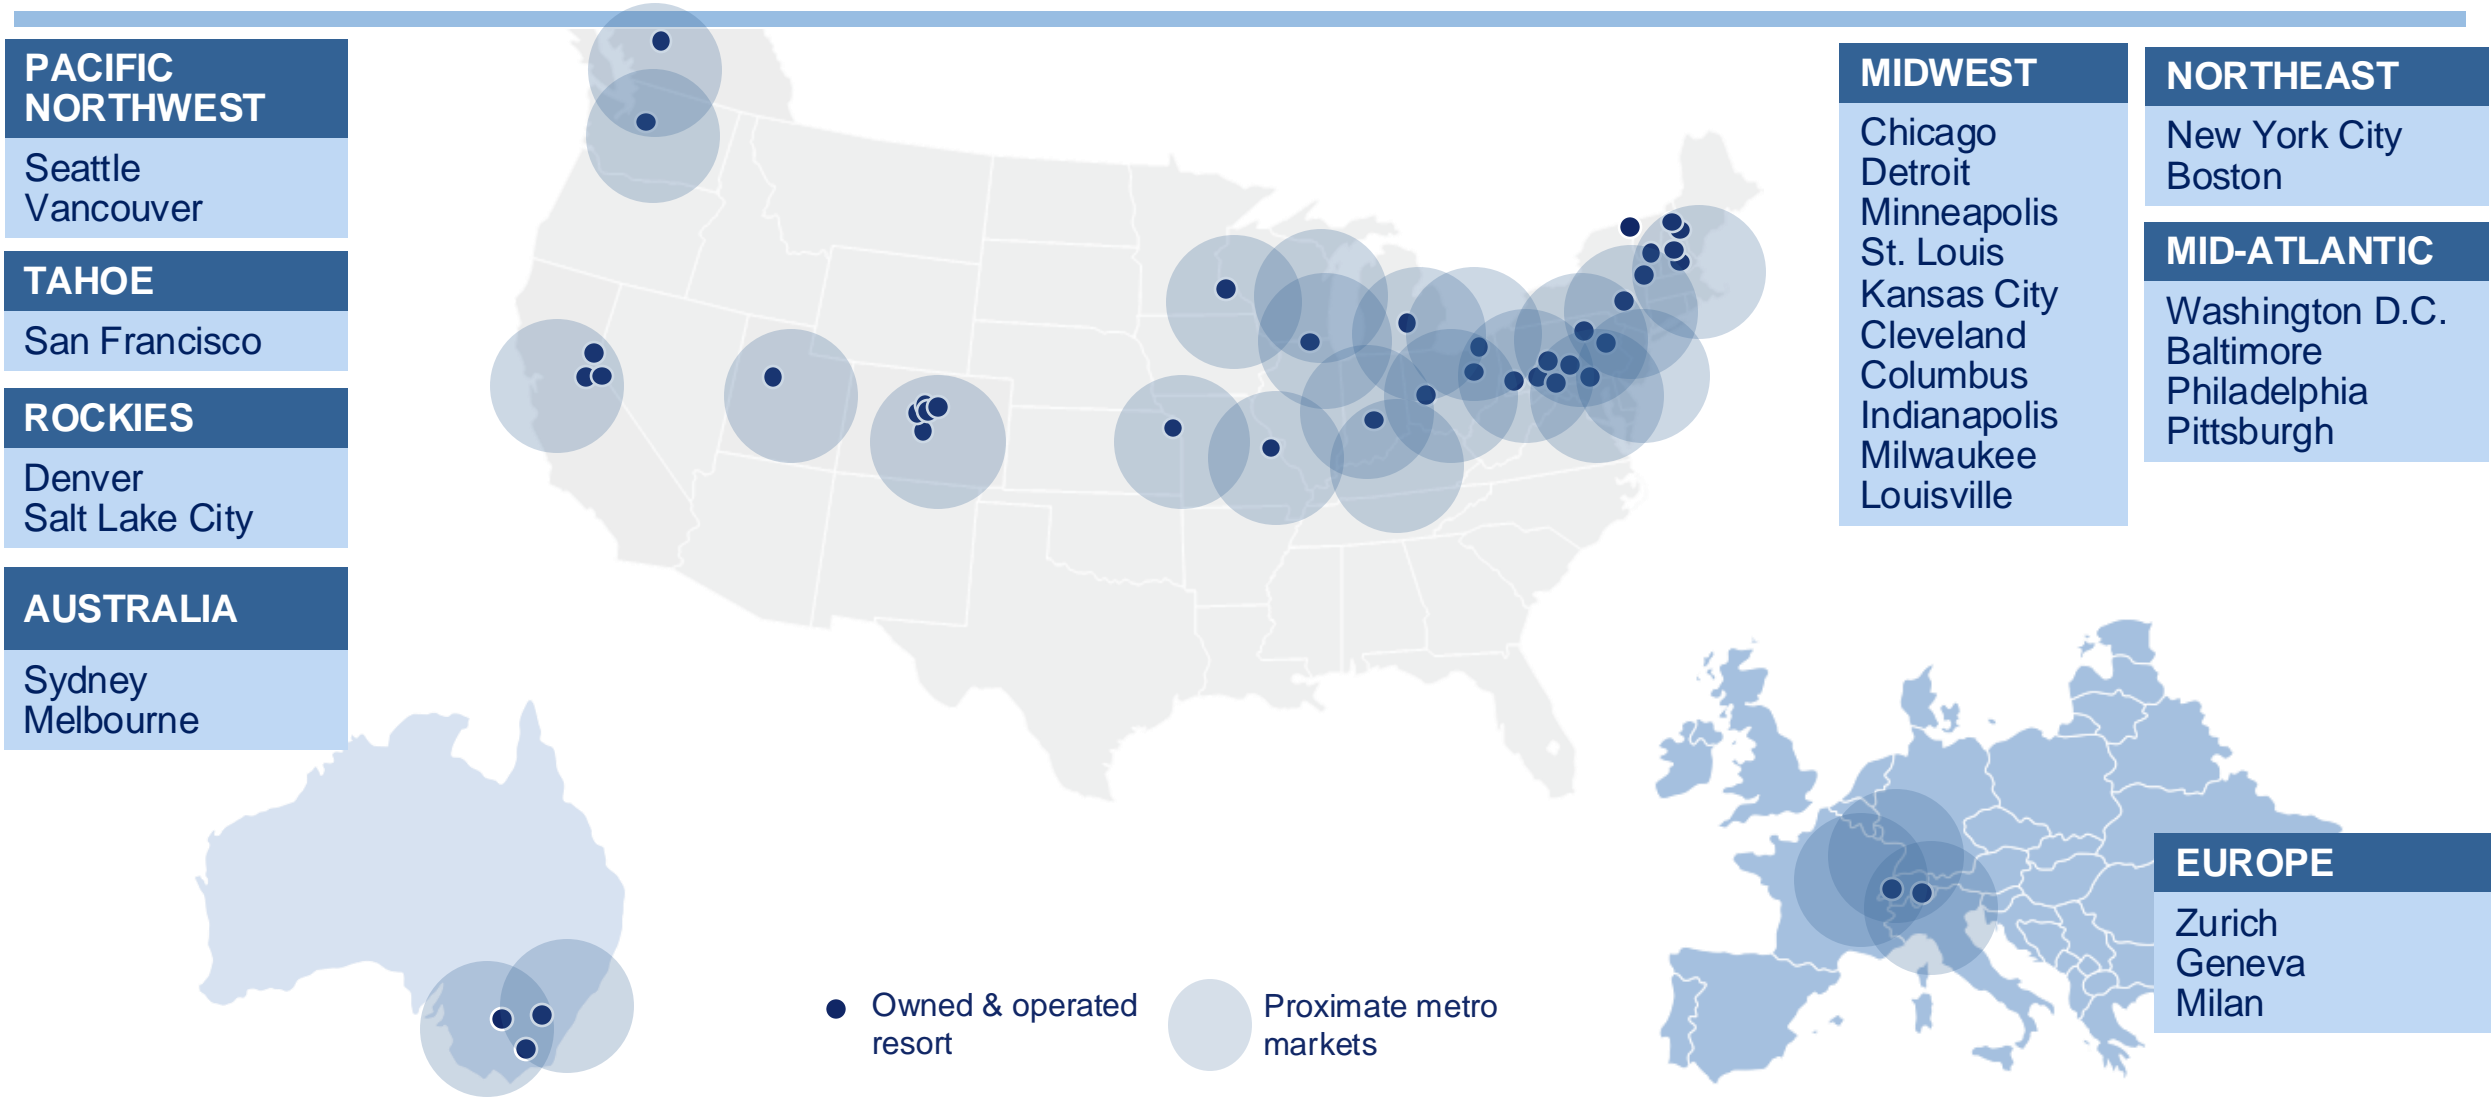 PACIFIC
NORTHWEST
Seattle
Vancouver
TAHOE
San Francisco
ROCKIES
Denver
Salt Lake City
AUSTRALIA
Sydney
Melbourne
MIDWEST
Chicago
Detroit
Minneapolis
St. Louis
Kansas City
Cleveland
Columbus
Indianapolis
Milwaukee
Louisville
NORTHEAST
New York City
Boston
MID-ATLANTIC
Washington D.C.
Baltimore
Philadelphia
Pittsburgh
EUROPE
Zurich
Geneva
Milan
Owned & operated
resort
Proximate metro
markets